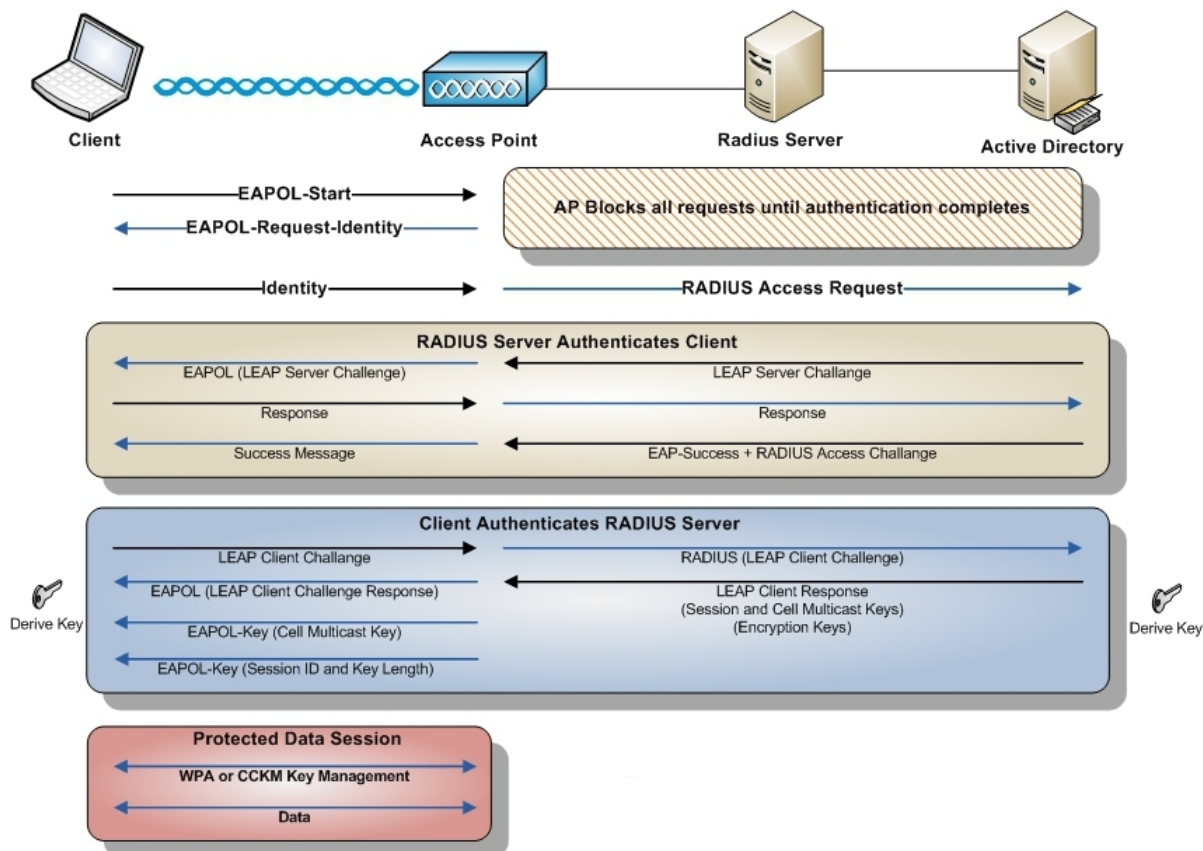 Client
Access Point
Radius Server
Active Directory
EAPOL-Start
AP Blocks all requests until authentication completes
EAPOL-Request-Identity
Identity
RADIUS Access Request
RADIUS Server Authenticates Client
EAPOL (LEAP Server Challenge)
LEAP Server Challange
Response
Response
Success Message
EAP-Success + RADIUS Access Challange
Client Authenticates RADIUS Server
LEAP Client Challange
RADIUS (LEAP Client Challenge)
EAPOL (LEAP Client Challenge Response)
LEAP Client Response
(Session and Cell Multicast Keys)
(Encryption Keys)
Derive Key
EAPOL-Key (Cell Multicast Key)
Derive Key
EAPOL-Key (Session ID and Key Length)
Protected Data Session
WPA or CCKM Key Management
Data